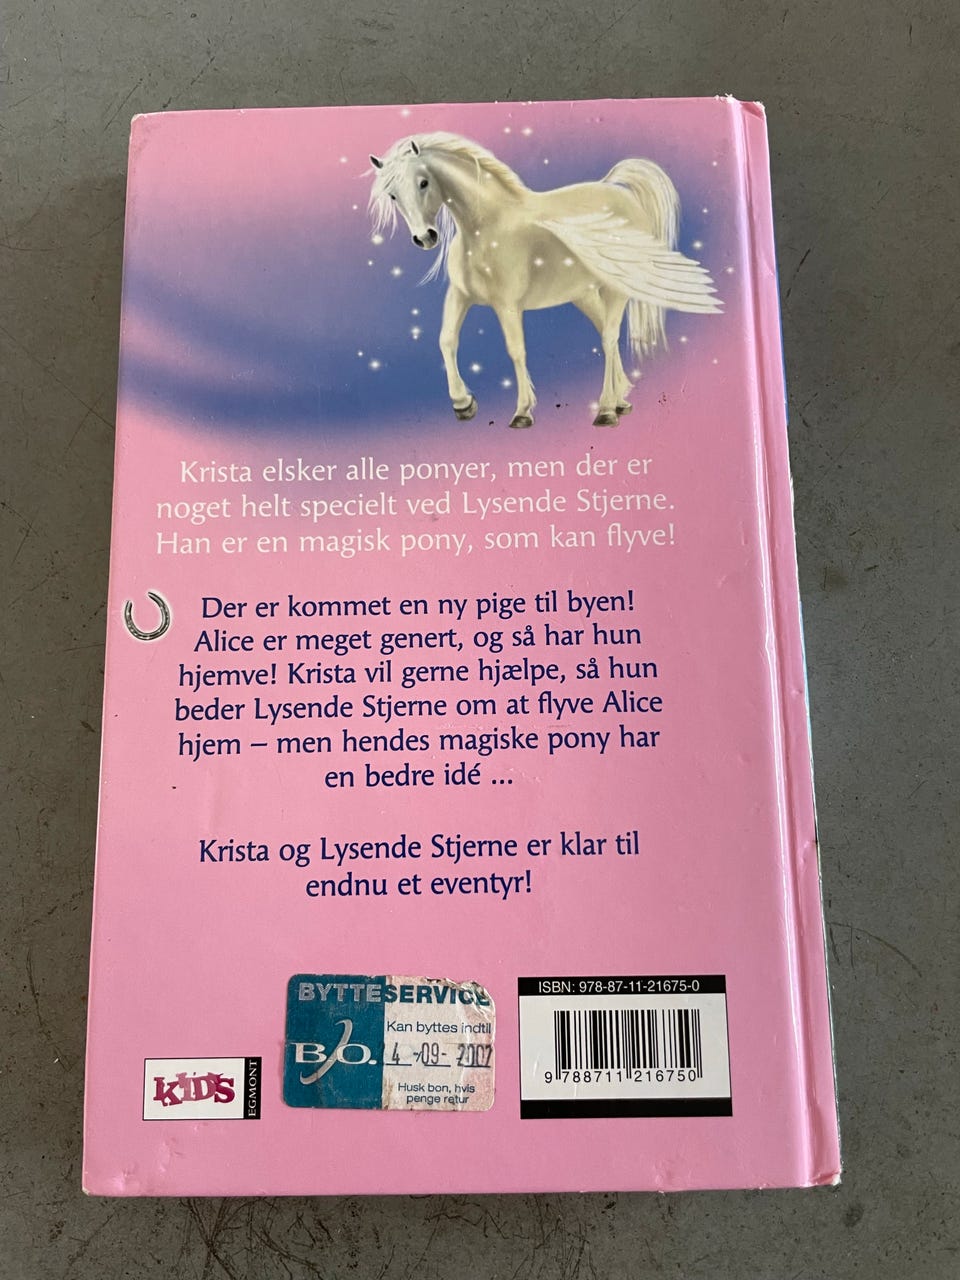 Krista elsker alle ponyer, men der er
noget helt specielt ved Lysende Stjerne.
Han er en magisk pony, som kan flyve!
Der er kommet en ny pige til byen!
Alice er meget genert, og så har hun
hjemve! Krista vil gerne hjælpe, så hun
beder Lysende Stjerne om at flyve Alice
hjem – men hendes magiske pony har
en bedre idé ...
Krista og Lysende Stjerne er klar til
endnu et eventyr!
BYTTESERVICE
Kan byttes indtil
B/O. 4 -09- 2007
Husk bon, hvis
penge retur
KIDS
EGMONT
ISBN: 978-87-11-21675-0
9 788711 216750